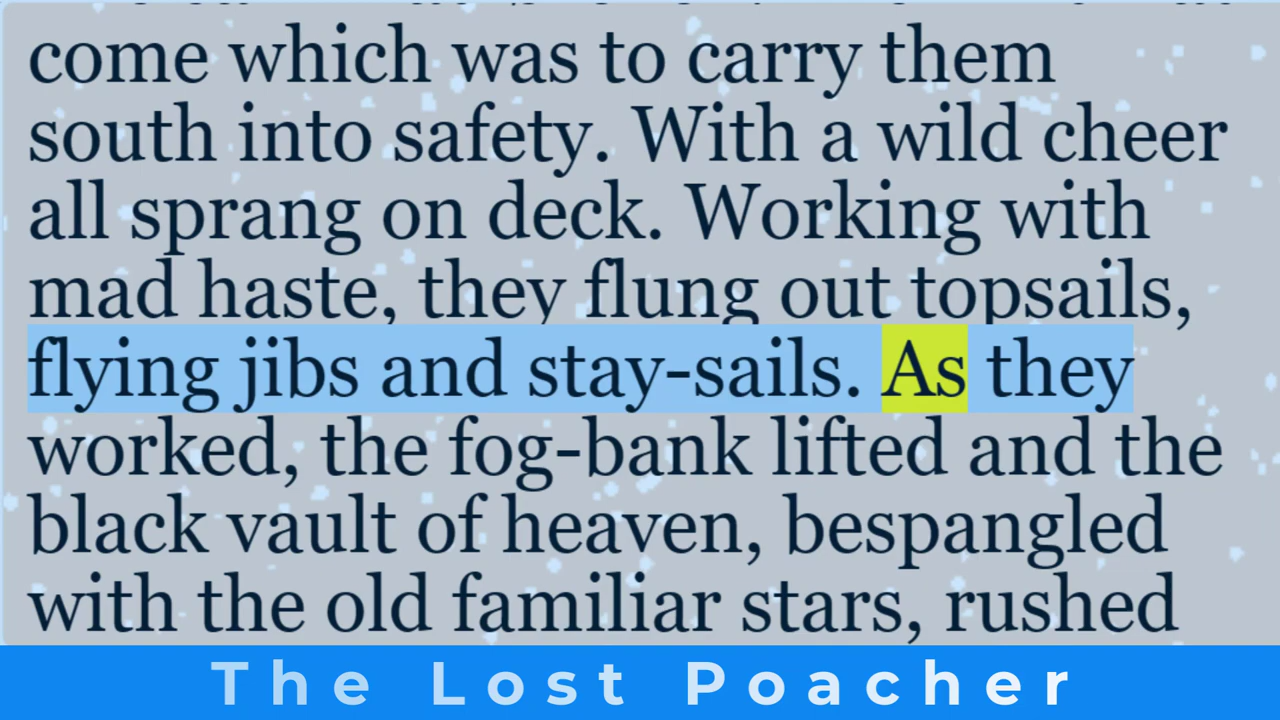 come which was to carry them
south into safety. With a wild cheer
all sprang on deck. Working with
mad haste, they flung out topsails,
flying jibs and stay-sails. As they
worked, the fog-bank lifted and the
black vault of heaven, bespangled
with the old familiar stars, rushed
The Lost Poacher